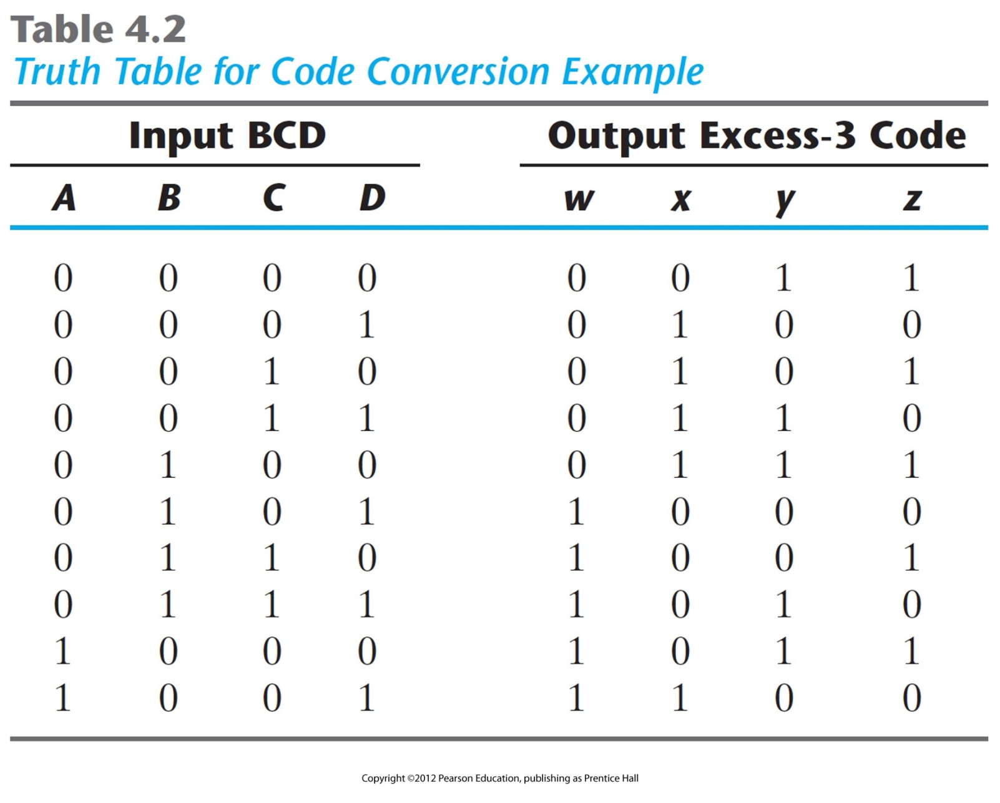 Table 4.2
Truth Table for Code Conversion Example
Input BCD Output Excess-3 Code
A B C D w x y z
0 0 0 0 0 0 1 1
0 0 0 1 0 1 0 0
0 0 1 0 0 1 0 1
0 0 1 1 0 1 1 0
0 1 0 0 0 1 1 1
0 1 0 1 1 0 0 0
0 1 1 0 1 0 0 1
0 1 1 1 1 0 1 0
1 0 0 0 1 0 1 1
1 0 0 1 1 1 0 0
Copyright ©2012 Pearson Education, publishing as Prentice Hall